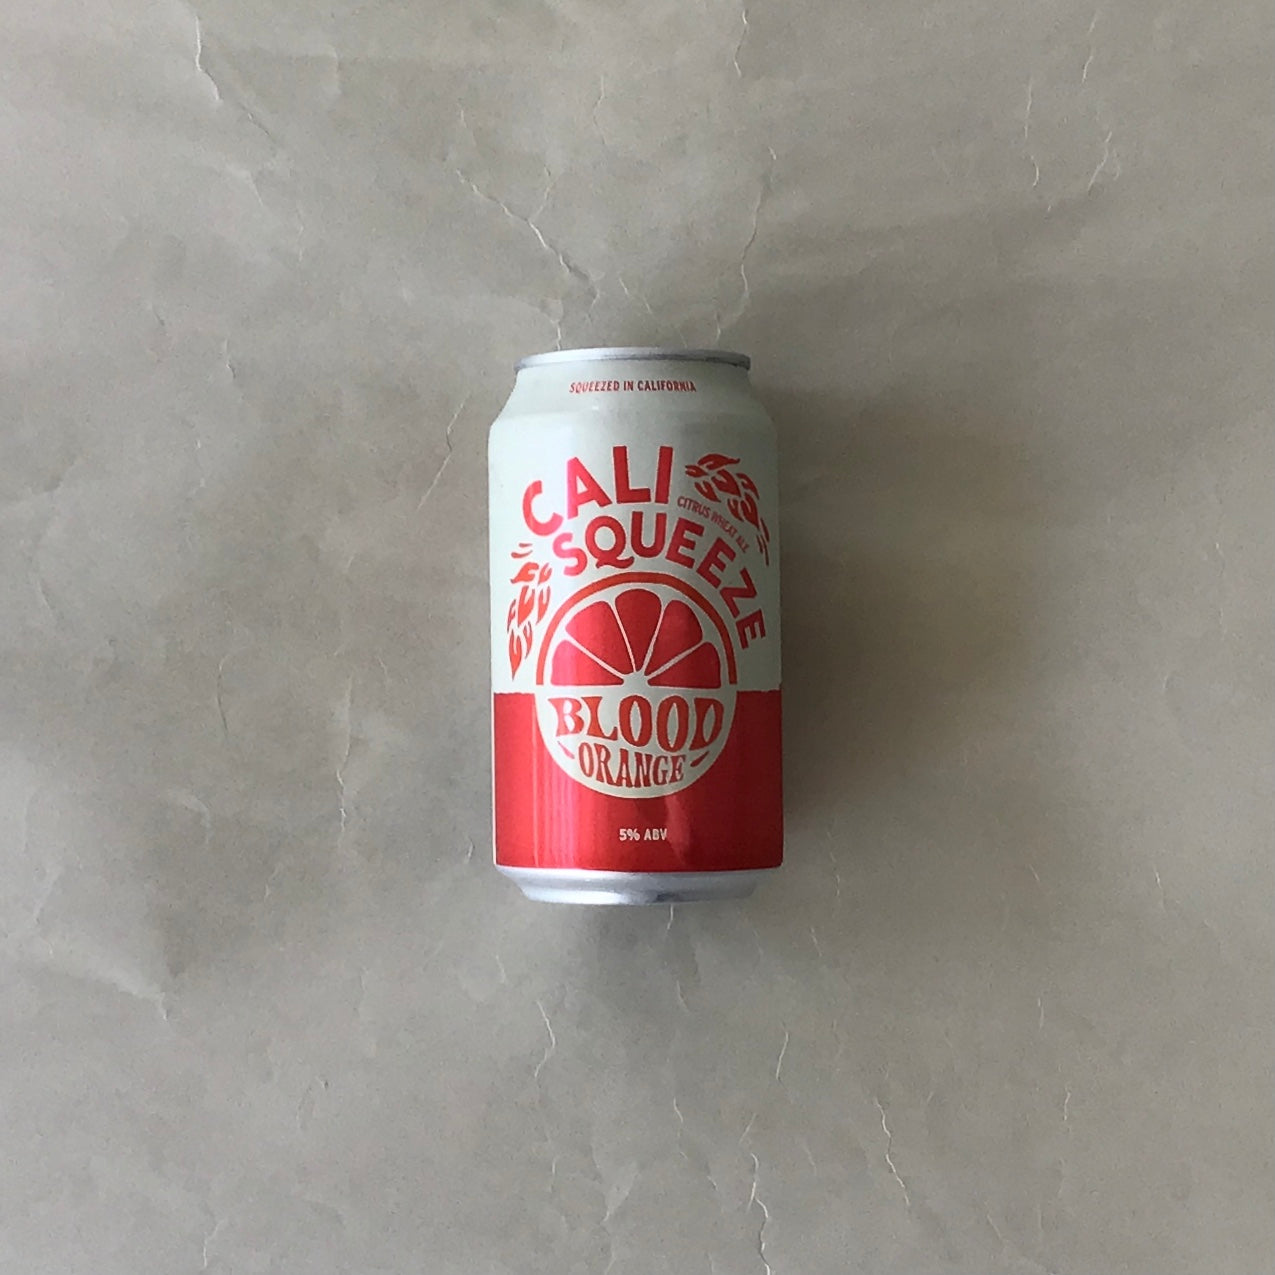 SQUEEZED IN CALIFORNIA
CALI
SQUEEZE
CITRUS WHEAT ALE
BLOOD
ORANGE
5% ABV